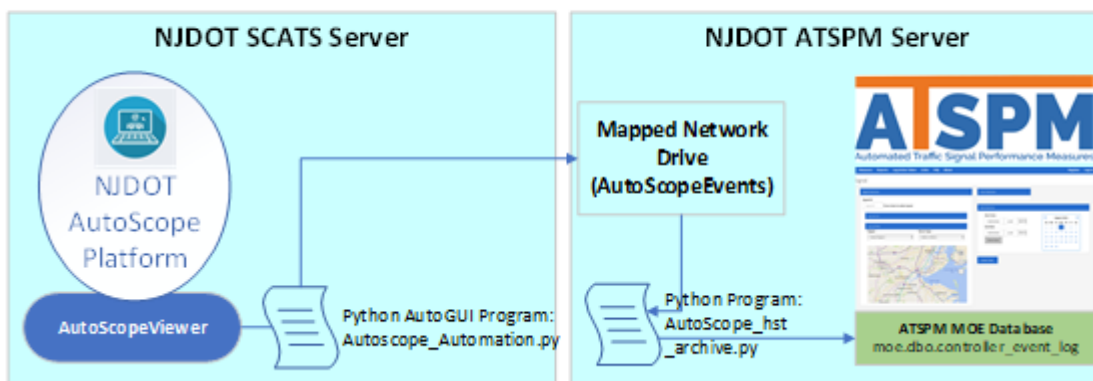 NJDOT SCATS Server
NJDOT
AutoScope
Platform
AutoScopeViewer
Python AutoGUI Program:
Autoscope_Automation.py
NJDOT ATSPM Server
Mapped Network
Drive
(AutoScopeEvents)
Python Program:
AutoScope_hst
_archive.py
ATSPM
Automated Traffic Signal Performance Measures
ATSPM MOE Database
moe.dbo.controller_event_log